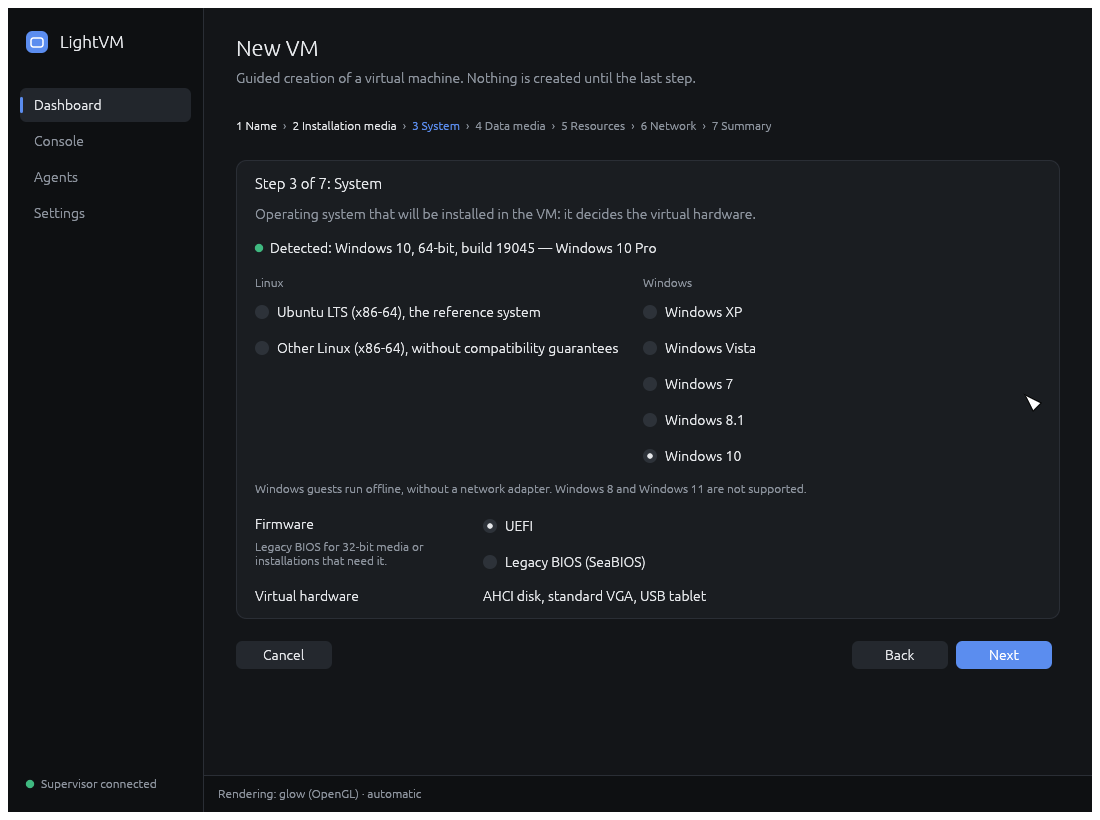 LightVM
Dashboard
Console
Agents
Settings
Supervisor connected
New VM
Guided creation of a virtual machine. Nothing is created until the last step.
1 Name › 2 Installation media › 3 System › 4 Data media › 5 Resources › 6 Network › 7 Summary
Step 3 of 7: System
Operating system that will be installed in the VM: it decides the virtual hardware.
Detected: Windows 10, 64-bit, build 19045 — Windows 10 Pro
Linux
Ubuntu LTS (x86-64), the reference system
Other Linux (x86-64), without compatibility guarantees
Windows
Windows XP
Windows Vista
Windows 7
Windows 8.1
Windows 10
Windows guests run offline, without a network adapter. Windows 8 and Windows 11 are not supported.
Firmware
Legacy BIOS for 32-bit media or
installations that need it.
UEFI
Legacy BIOS (SeaBIOS)
Virtual hardware
AHCI disk, standard VGA, USB tablet
Cancel
Back
Next
Rendering: glow (OpenGL) · automatic